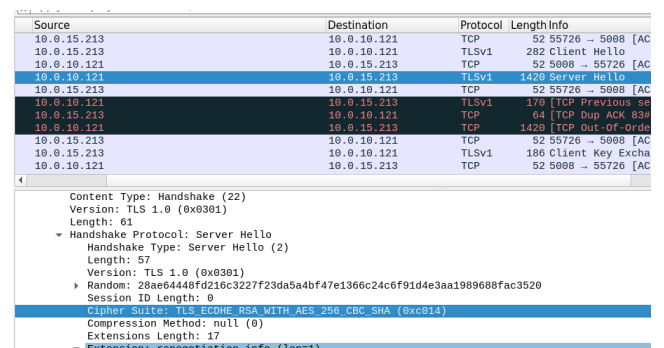 Source Destination Protocol Length Info
10.0.15.213 10.0.10.121 TCP 52 55726 → 5008 [AC
10.0.15.213 10.0.10.121 TLSv1 282 Client Hello
10.0.10.121 10.0.15.213 TCP 52 5008 → 55726 [AC
10.0.10.121 10.0.15.213 TLSv1 1420 Server Hello
10.0.15.213 10.0.10.121 TCP 52 55726 → 5008 [AC
10.0.10.121 10.0.15.213 TLSv1 170 [TCP Previous se
10.0.15.213 10.0.10.121 TCP 64 [TCP Dup ACK 83#
10.0.10.121 10.0.15.213 TCP 1420 [TCP Out-Of-Orde
10.0.15.213 10.0.10.121 TCP 52 55726 → 5008 [AC
10.0.15.213 10.0.10.121 TLSv1 186 Client Key Excha
10.0.10.121 10.0.15.213 TCP 52 5008 → 55726 [AC
Content Type: Handshake (22)
Version: TLS 1.0 (0x0301)
Length: 61
Handshake Protocol: Server Hello
Handshake Type: Server Hello (2)
Length: 57
Version: TLS 1.0 (0x0301)
Random: 28ae64448fd216c3227f23da5a4bf47e1366c24c6f91d4e3aa1989688fac3520
Session ID Length: 0
Cipher Suite: TLS_ECDHE_RSA_WITH_AES_256_CBC_SHA (0xc014)
Compression Method: null (0)
Extensions Length: 17
Extension: renegotiation_info (len=1)